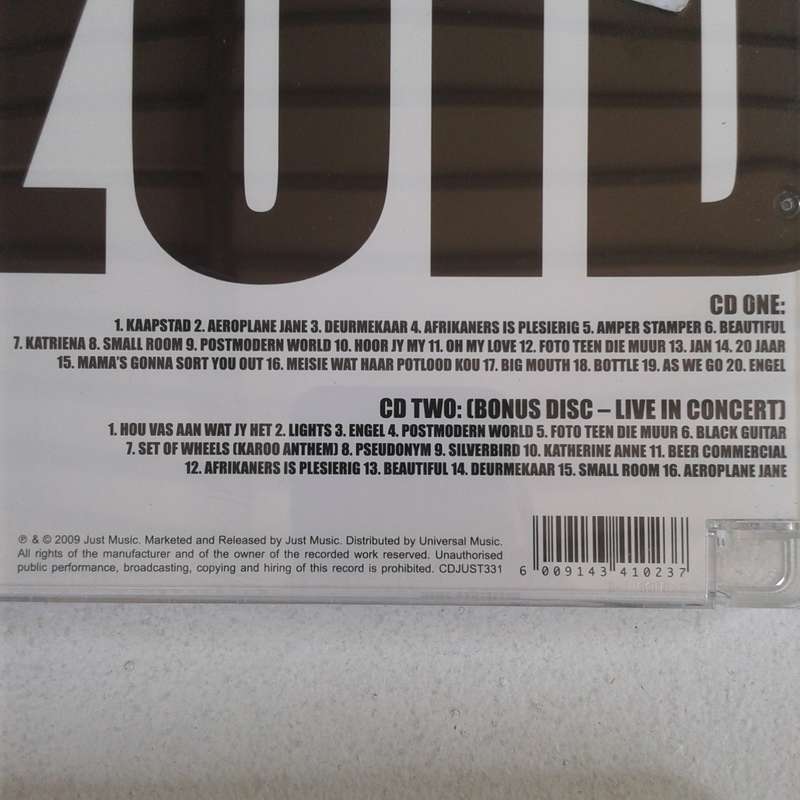 ZOID
CD ONE:
1. KAAPSTAD 2. AEROPLANE JANE 3. DEURMEKAAR 4. AFRIKANERS IS PLESIERIG 5. AMPER STAMPER 6. BEAUTIFUL
7. KATRIENA 8. SMALL ROOM 9. POSTMODERN WORLD 10. HOOR JY MY 11. OH MY LOVE 12. FOTO TEEN DIE MUUR 13. JAN 14. 20 JAAR
15. MAMA'S GONNA SORT YOU OUT 16. MEISIE WAT HAAR POTLOOD KOU 17. BIG MOUTH 18. BOTTLE 19. AS WE GO 20. ENGEL
CD TWO: (BONUS DISC – LIVE IN CONCERT)
1. HOU VAS AAN WAT JY HET 2. LIGHTS 3. ENGEL 4. POSTMODERN WORLD 5. FOTO TEEN DIE MUUR 6. BLACK GUITAR
7. SET OF WHEELS (KAROO ANTHEM) 8. PSEUDONYM 9. SILVERBIRD 10. KATHERINE ANNE 11. BEER COMMERCIAL
12. AFRIKANERS IS PLESIERIG 13. BEAUTIFUL 14. DEURMEKAAR 15. SMALL ROOM 16. AEROPLANE JANE
℗ & © 2009 Just Music. Marketed and Released by Just Music. Distributed by Universal Music.
All rights of the manufacturer and of the owner of the recorded work reserved. Unauthorised
public performance, broadcasting, copying and hiring of this record is prohibited. CDJUST331
6 009143 410237